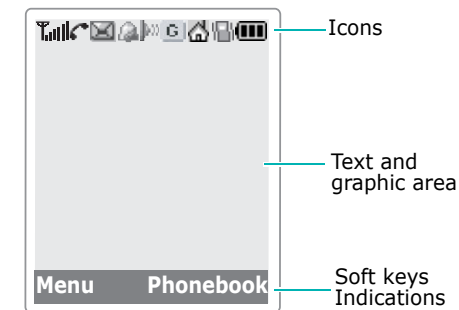 G
Icons
Text and
graphic area
Menu Phonebook
Soft keys
Indications